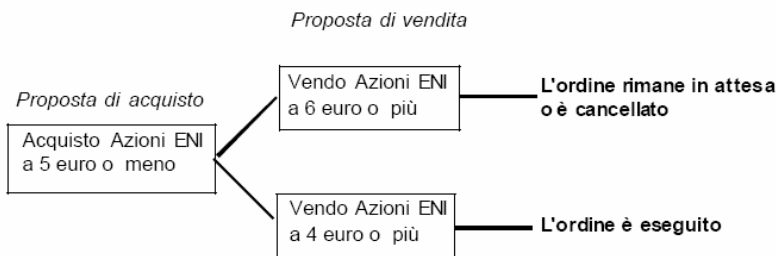 Proposta di vendita
Proposta di acquisto
Acquisto Azioni ENI
a 5 euro o meno
Vendo Azioni ENI
a 6 euro o più
L'ordine rimane in attesa
o è cancellato
Vendo Azioni ENI
a 4 euro o più
L'ordine è eseguito